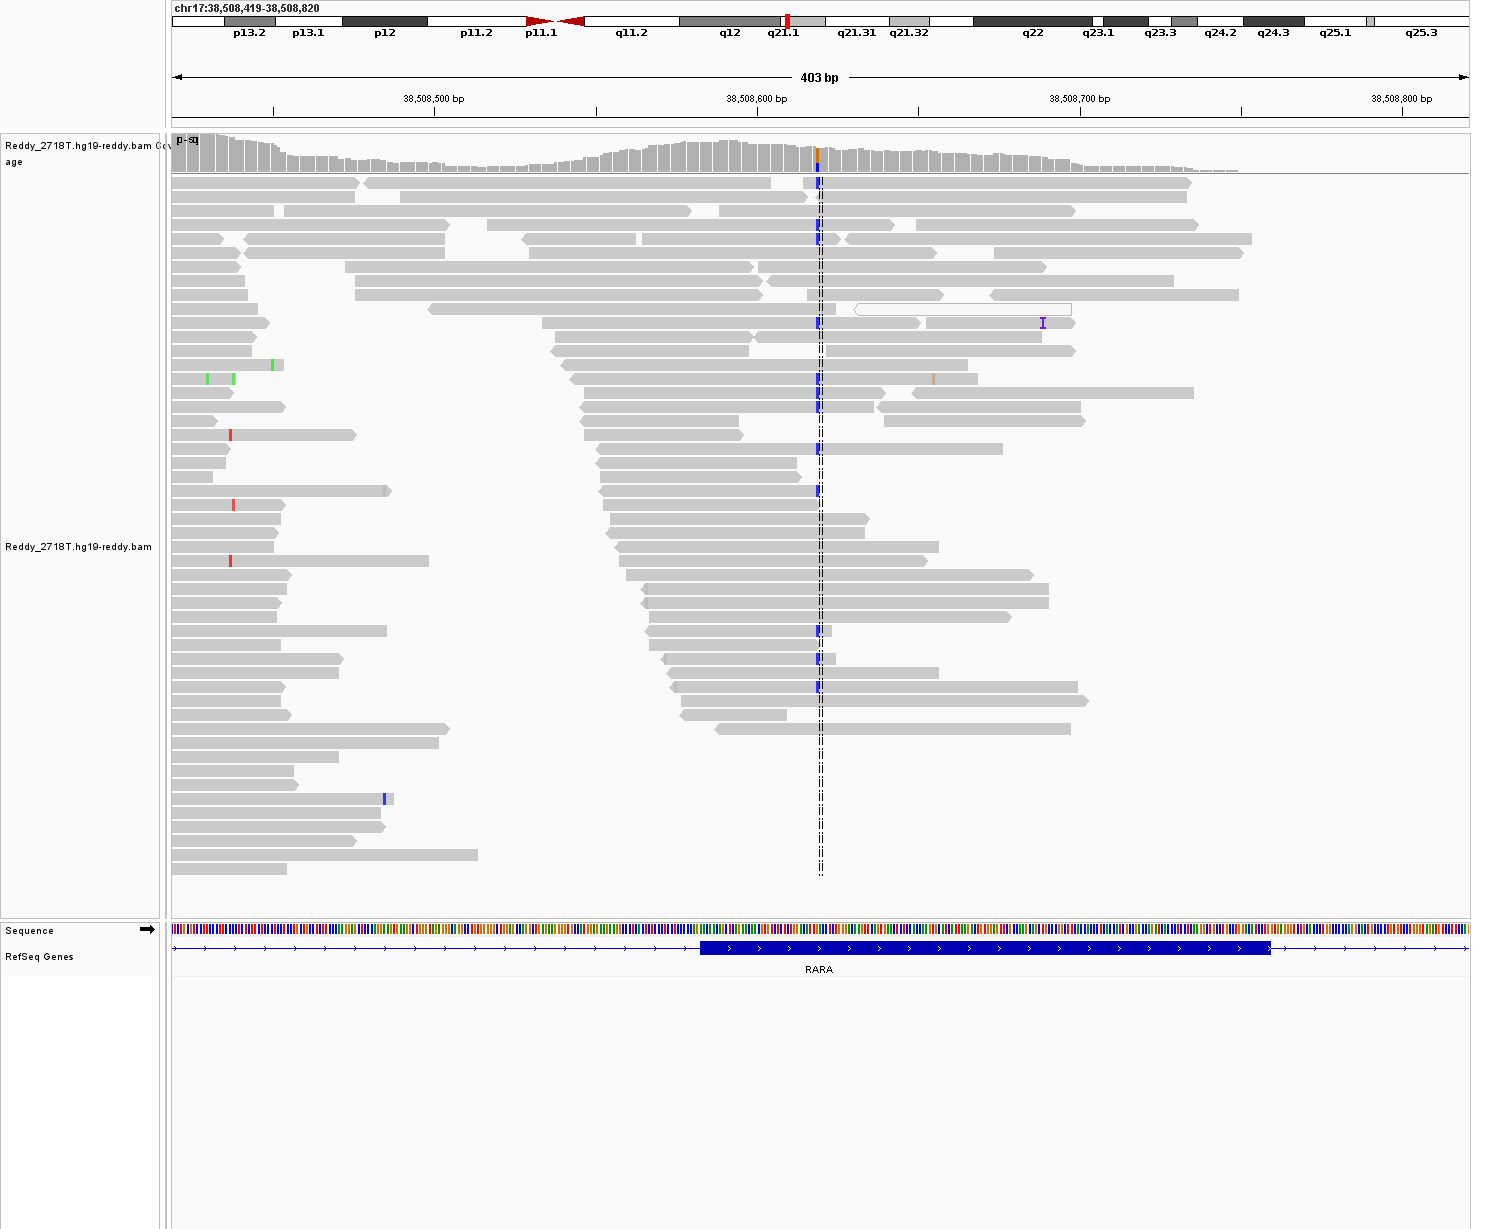 chr17:38,508,419-38,508,820
p13.2 p13.1 p12 p11.2 p11.1 q11.2 q12 q21.1 q21.31 q21.32 q22 q23.1 q23.3 q24.2 q24.3 q25.1 q25.3
403 bp
38,508,500 bp 38,508,600 bp 38,508,700 bp 38,508,800 bp
Reddy_2718T.hg19-reddy.bam
age
Reddy_2718T.hg19-reddy.bam
Sequence
RefSeq Genes
RARA